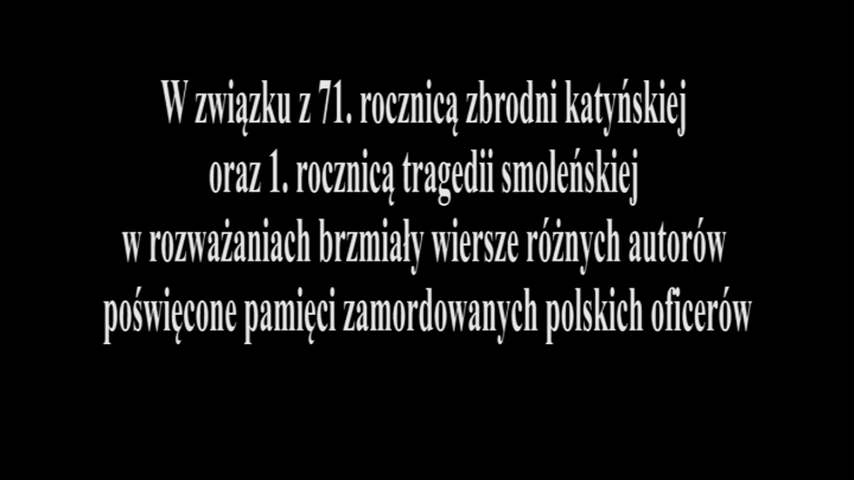 W związku z 71. rocznicą zbrodni katyńskiej
oraz 1. rocznicą tragedii smoleńskiej
w rozważaniach brzmiały wiersze różnych autorów
poświęcone pamięci zamordowanych polskich oficerów